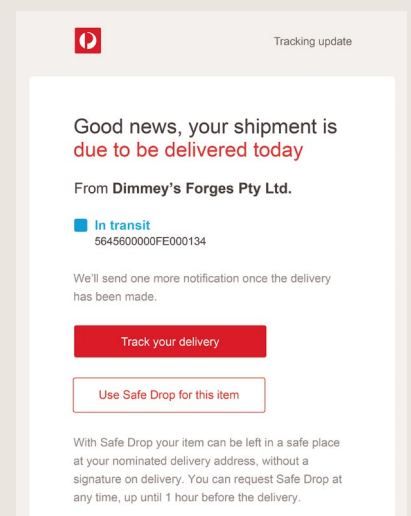 Tracking update
Good news, your shipment is
due to be delivered today
From Dimmey's Forges Pty Ltd.
In transit
5645600000FE000134
We'll send one more notification once the delivery
has been made.
Track your delivery
Use Safe Drop for this item
With Safe Drop your item can be left in a safe place
at your nominated delivery address, without a
signature on delivery. You can request Safe Drop at
any time, up until 1 hour before the delivery.